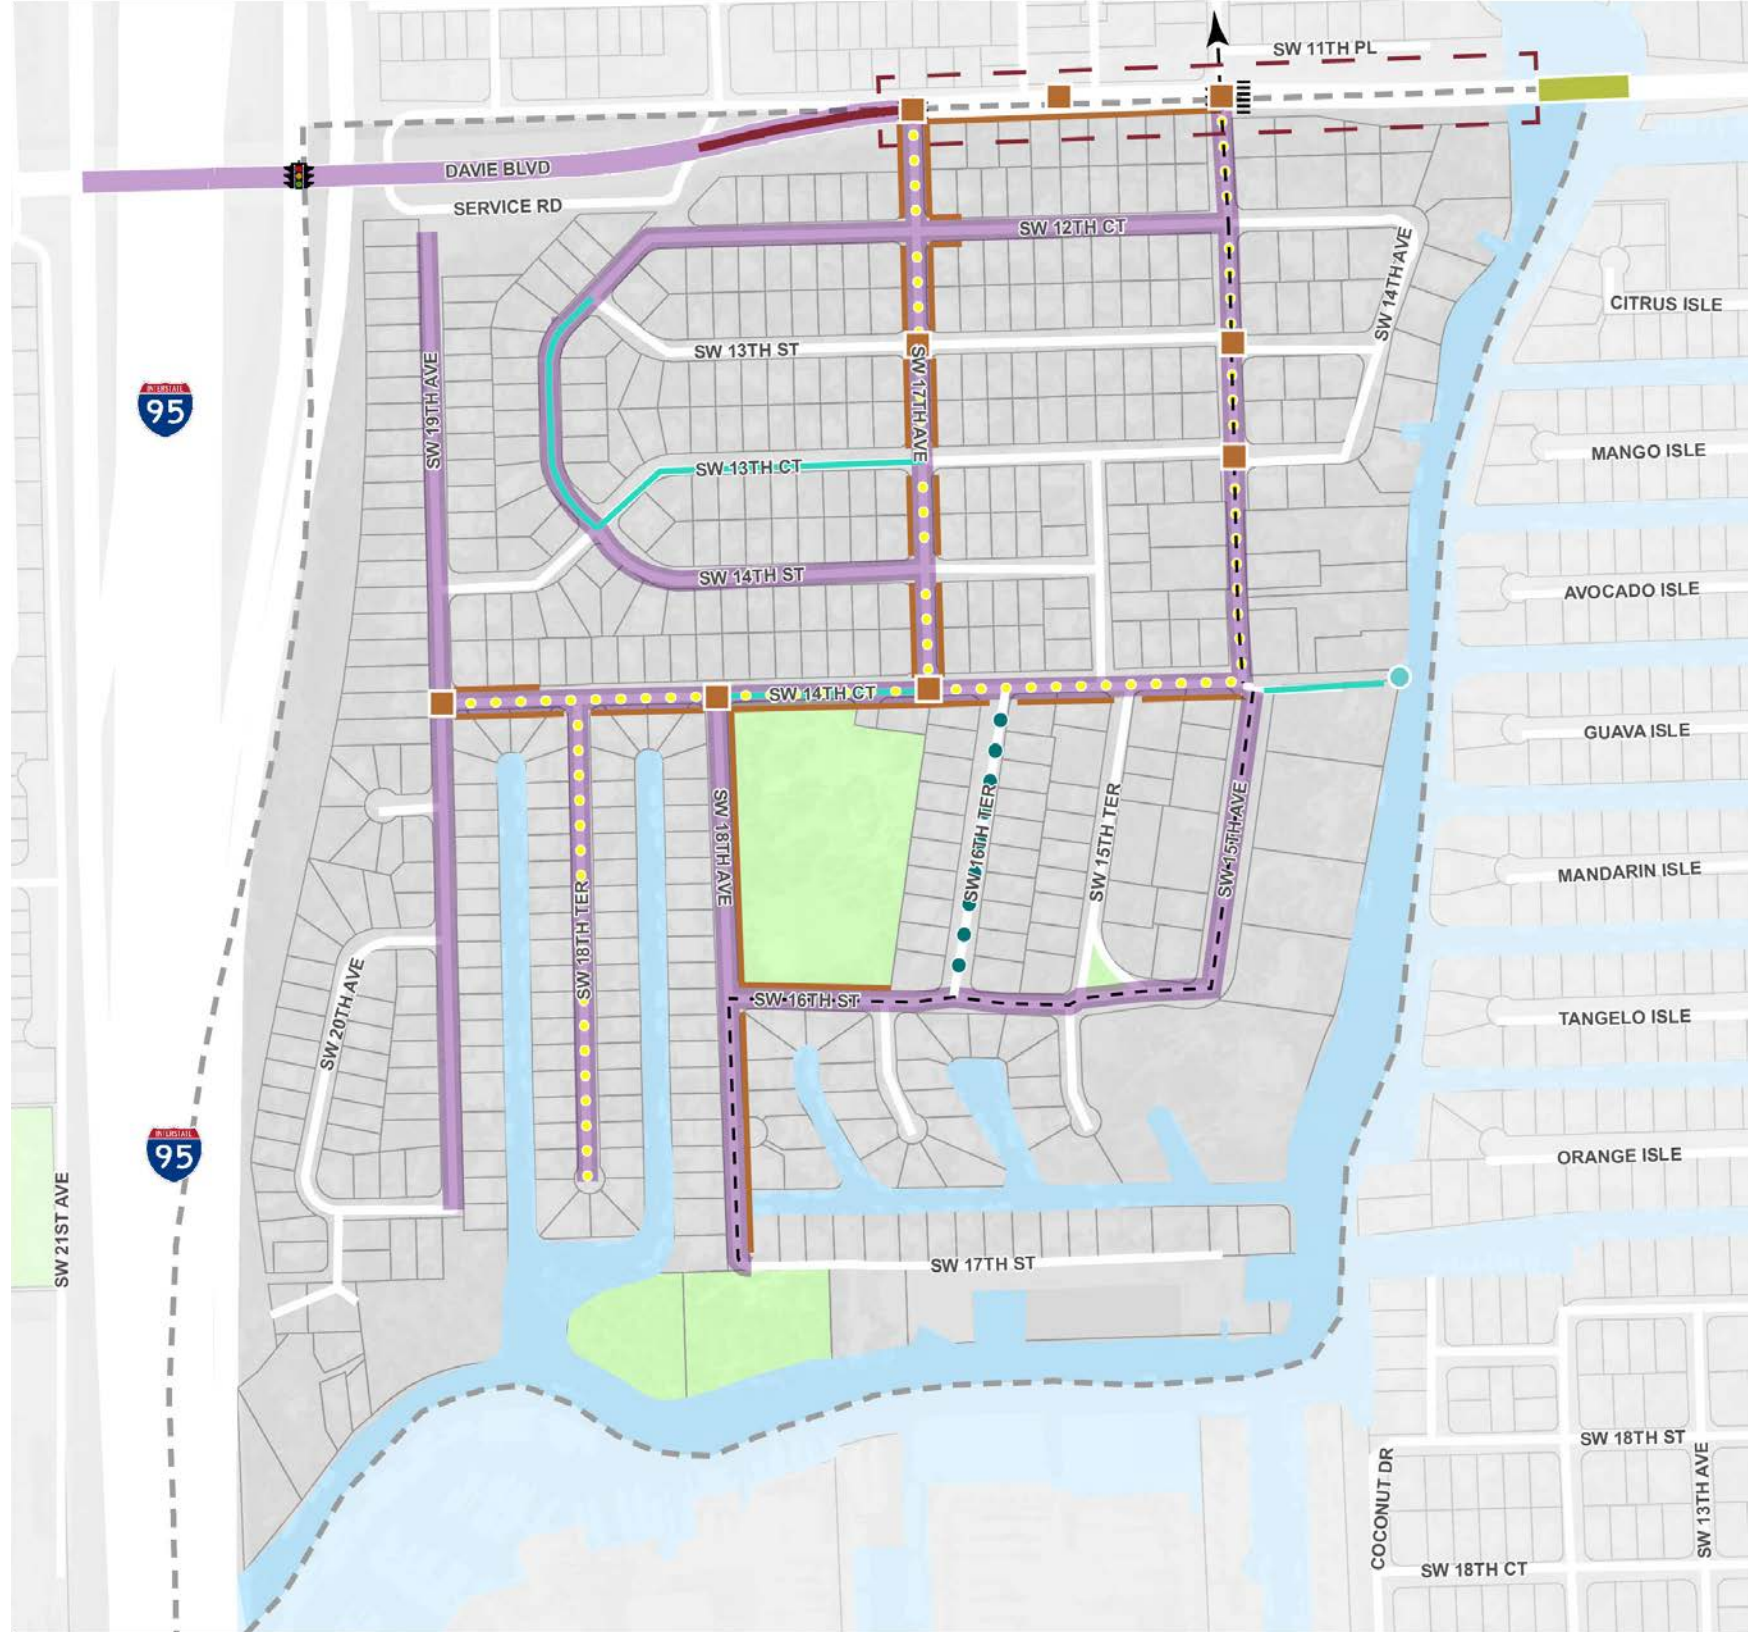 SW 11TH PL
DAVIE BLVD
SERVICE RD
SW 12TH CT
SW 14TH AVE
CITRUS ISLE
SW 13TH ST
SW 19TH AVE
SW 17TH AVE
INTERSTATE
95
MANGO ISLE
SW 13TH CT
SW 14TH ST
AVOCADO ISLE
SW 14TH CT
GUAVA ISLE
SW 18TH AVE
SW 16TH TER
SW 15TH TER
SW 15TH AVE
MANDARIN ISLE
SW 18TH TER
SW 16TH ST
SW 20TH AVE
TANGELO ISLE
INTERSTATE
95
ORANGE ISLE
SW 21ST AVE
SW 17TH ST
SW 18TH ST
COCONUT DR
SW 13TH AVE
SW 18TH CT